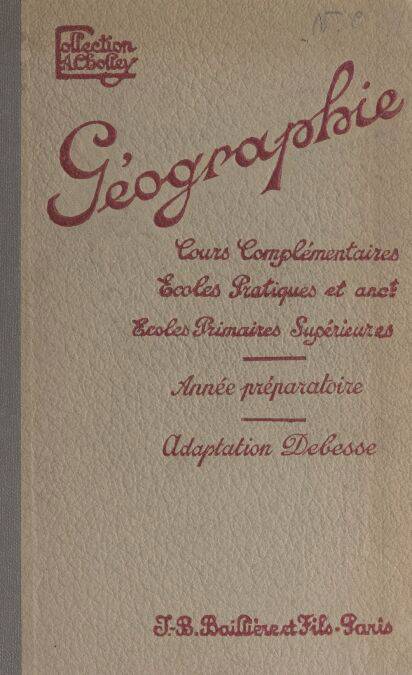 Collection
A. Cholley
Géographie
Cours Complémentaires
Ecoles Pratiques et anc.^t
Ecoles Primaires Supérieures
Année préparatoire
Adaptation Debesse
J.-B. Baillière et Fils - Paris